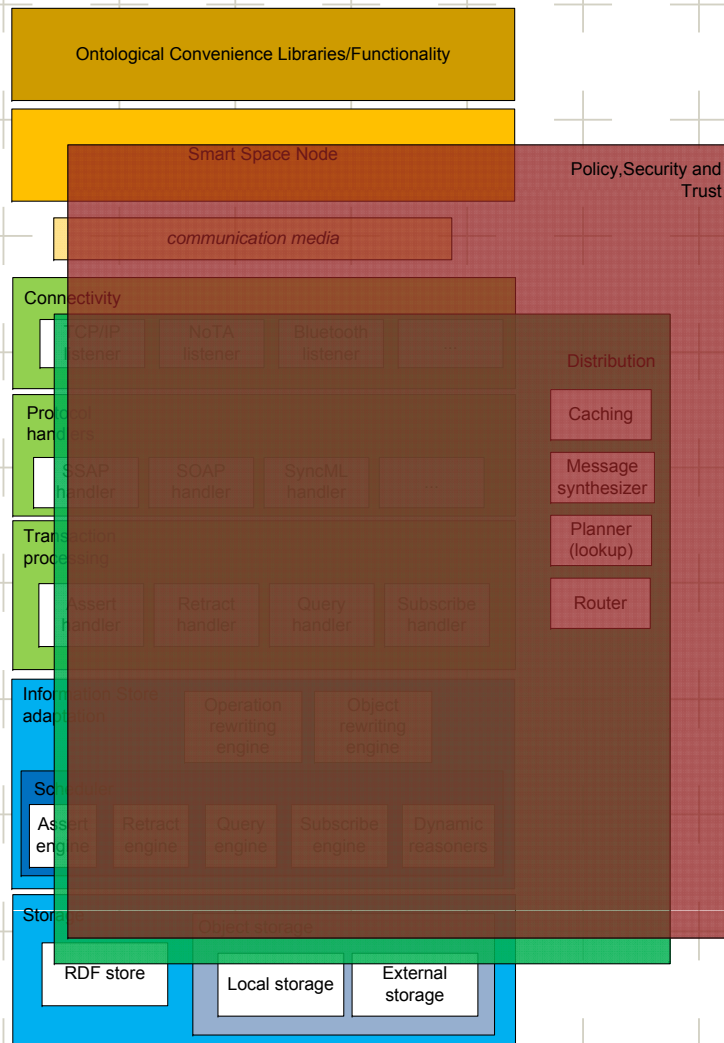 Ontological Convenience Libraries/Functionality
Smart Space Node
Policy,Security and
Trust
communication media
Connectivity
TCP/IP
listener
NoTA
listener
Bluetooth
listener
...
Distribution
Caching
Message
synthesizer
Planner
(lookup)
Router
Protocol
handlers
SSAP
handler
SOAP
handler
SyncML
handler
...
Transaction
processing
Assert
handler
Retract
handler
Query
handler
Subscribe
handler
Information Store
adaptation
Operation
rewriting
engine
Object
rewriting
engine
Assert
engine
Retract
engine
Query
engine
Subscribe
engine
Dynamic
reasoners
Storage
Object storage
RDF store
Local storage
External
storage